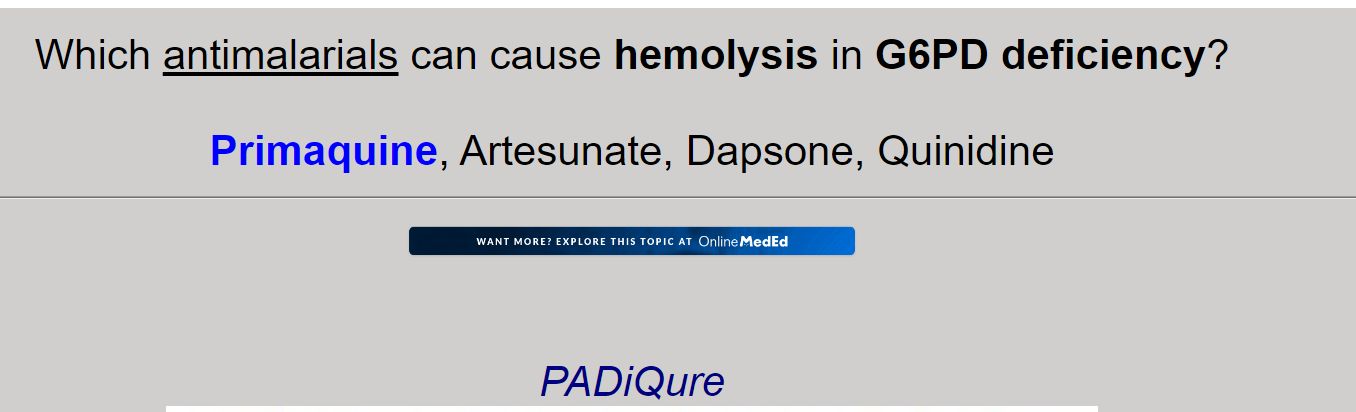 Which antimalarials can cause hemolysis in G6PD deficiency?
Primaquine, Artesunate, Dapsone, Quinidine
WANT MORE? EXPLORE THIS TOPIC AT OnlineMedEd
PADiQure